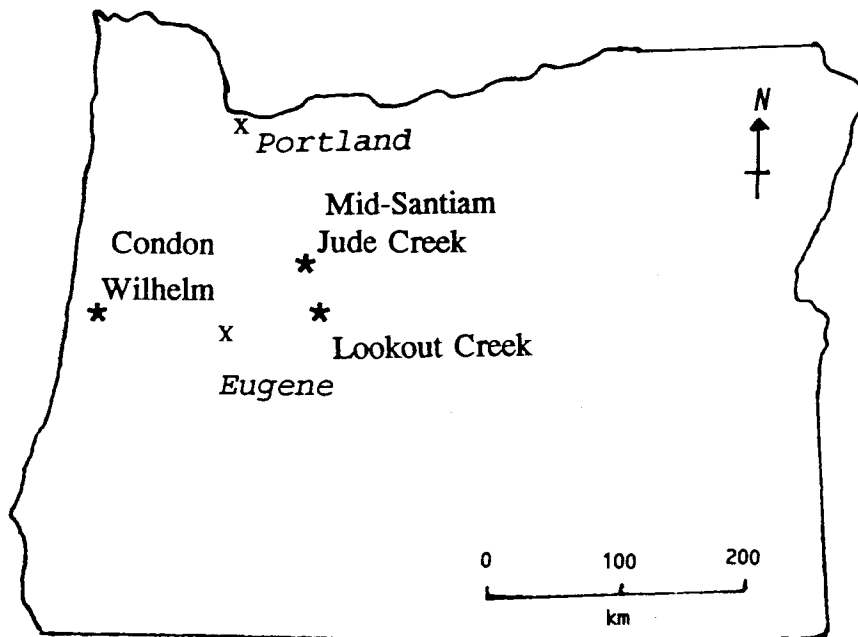 N
x
Portland
Mid-Santiam
Condon
Jude Creek
*
Wilhelm
*
*
x
Lookout Creek
Eugene
0 100 200
km